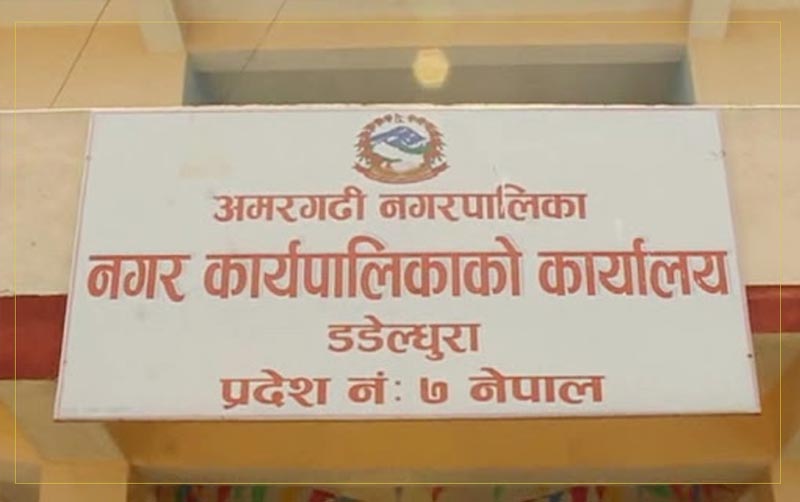 अमरगढी नगरपालिका
नगर कार्यपालिकाको कार्यालय
डडेल्धुरा
प्रदेश नं: ७ नेपाल